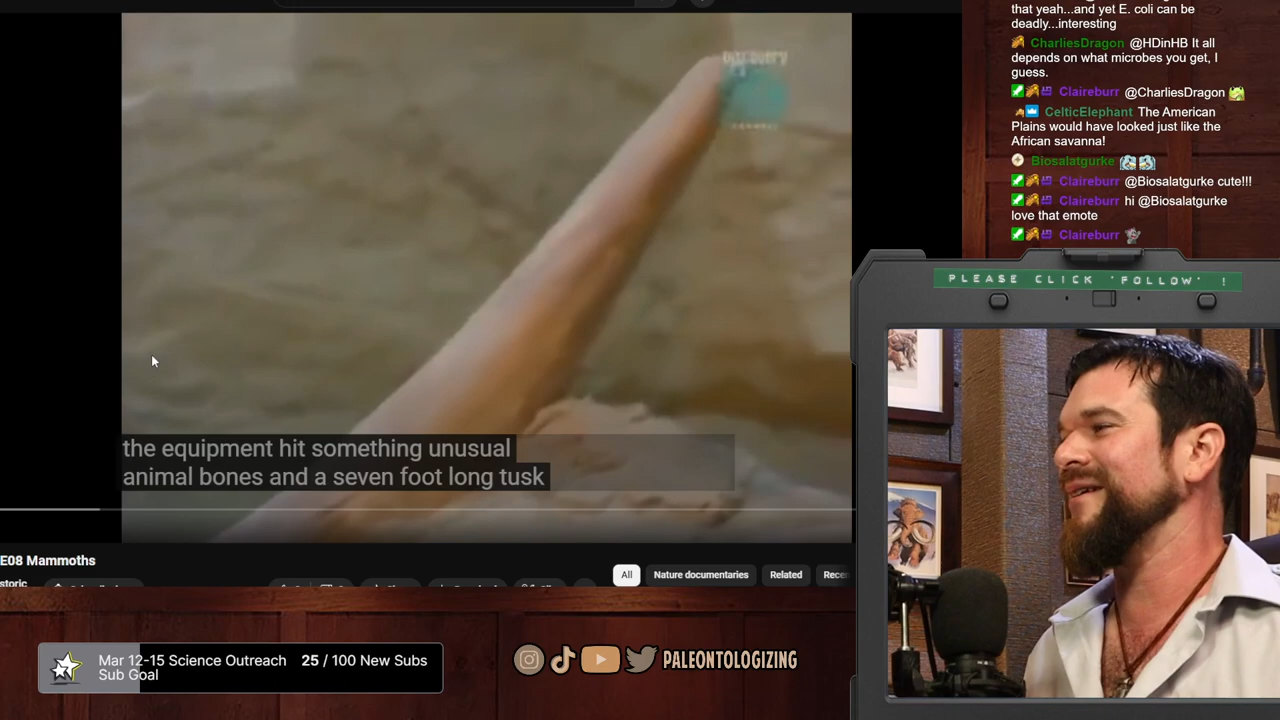 that yeah...and yet E. coli can be
deadly...interesting
CharliesDragon @HDinHB It all
depends on what microbes you get, I
guess.
Claireburr @CharliesDragon
CelticElephant The American
Plains would have looked just like the
African savanna!
Biosalatgurke
Claireburr @Biosalatgurke cute!!!
Claireburr hi @Biosalatgurke
love that emote
Claireburr
PLEASE CLICK 'FOLLOW' !
DISCOVERY
the equipment hit something unusual
animal bones and a seven foot long tusk
E08 Mammoths
storic
All
Nature documentaries
Related
Recen
Mar 12-15 Science Outreach 25 / 100 New Subs
Sub Goal
PALEONTOLOGIZING